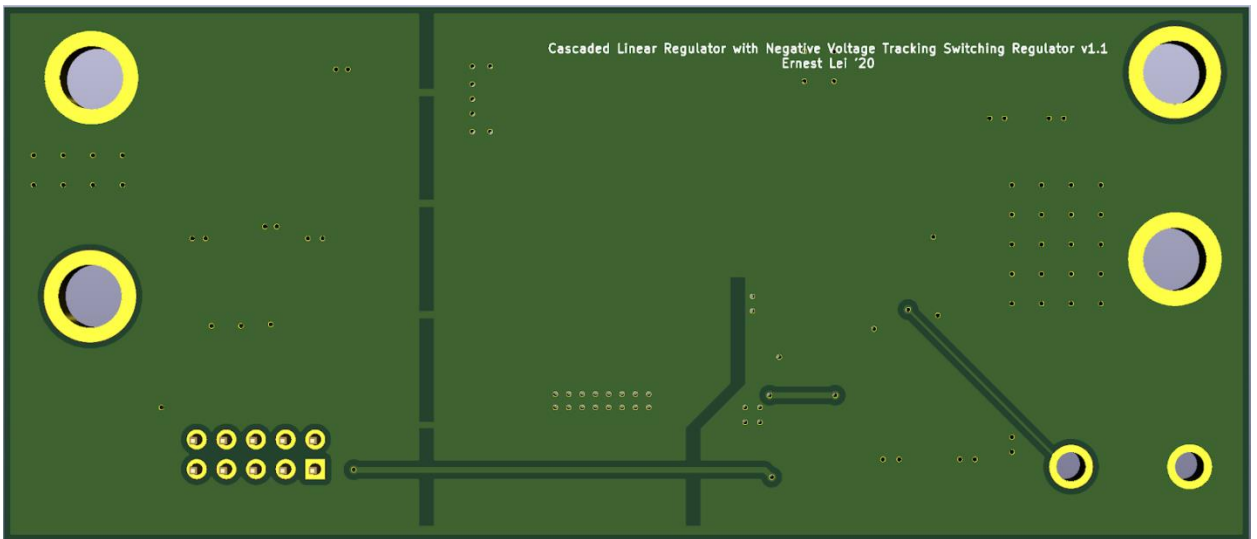 Cascaded Linear Regulator with Negative Voltage Tracking Switching Regulator v1.1
Ernest Lei '20